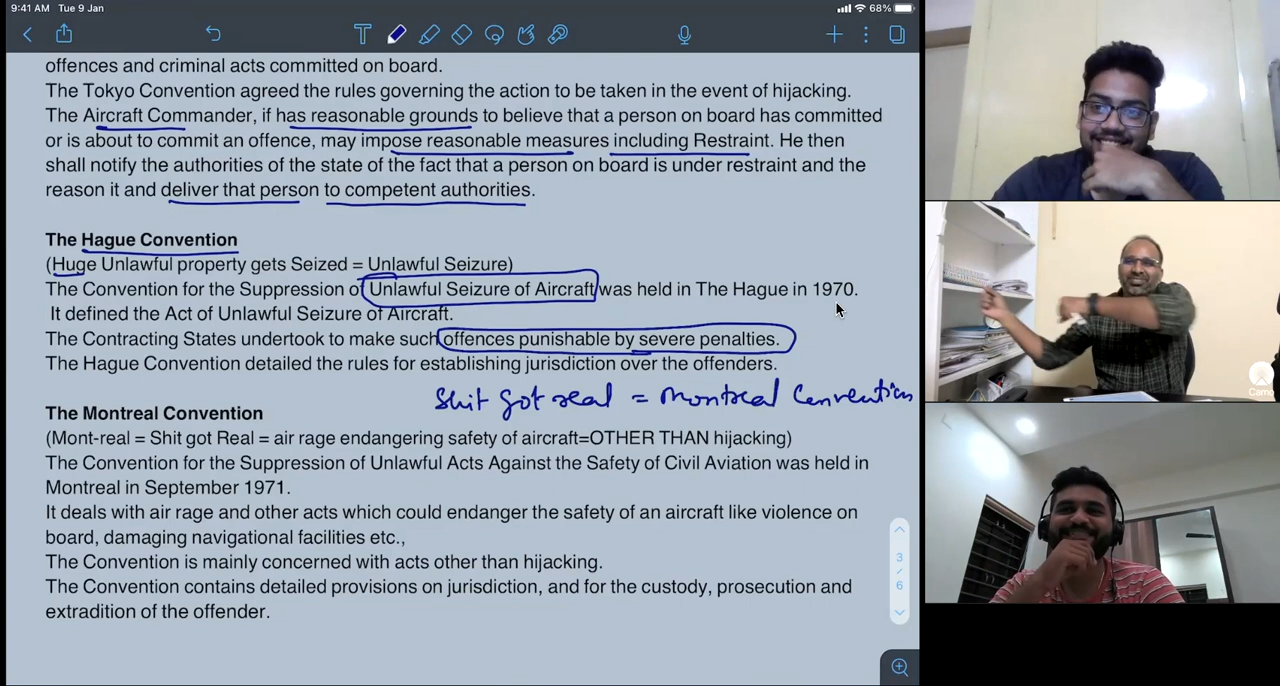 9:41 AM Tue 9 Jan
68%
offences and criminal acts committed on board.
The Tokyo Convention agreed the rules governing the action to be taken in the event of hijacking.
The Aircraft Commander, if has reasonable grounds to believe that a person on board has committed
or is about to commit an offence, may impose reasonable measures including Restraint. He then
shall notify the authorities of the state of the fact that a person on board is under restraint and the
reason it and deliver that person to competent authorities.
The Hague Convention
(Huge Unlawful property gets Seized = Unlawful Seizure)
The Convention for the Suppression of Unlawful Seizure of Aircraft was held in The Hague in 1970.
It defined the Act of Unlawful Seizure of Aircraft.
The Contracting States undertook to make such offences punishable by severe penalties.
The Hague Convention detailed the rules for establishing jurisdiction over the offenders.
Shit got real = Montreal Convention
The Montreal Convention
(Mont-real = Shit got Real = air rage endangering safety of aircraft=OTHER THAN hijacking)
The Convention for the Suppression of Unlawful Acts Against the Safety of Civil Aviation was held in
Montreal in September 1971.
It deals with air rage and other acts which could endanger the safety of an aircraft like violence on
board, damaging navigational facilities etc.,
The Convention is mainly concerned with acts other than hijacking.
The Convention contains detailed provisions on jurisdiction, and for the custody, prosecution and
extradition of the offender.
3
/
6
Camo